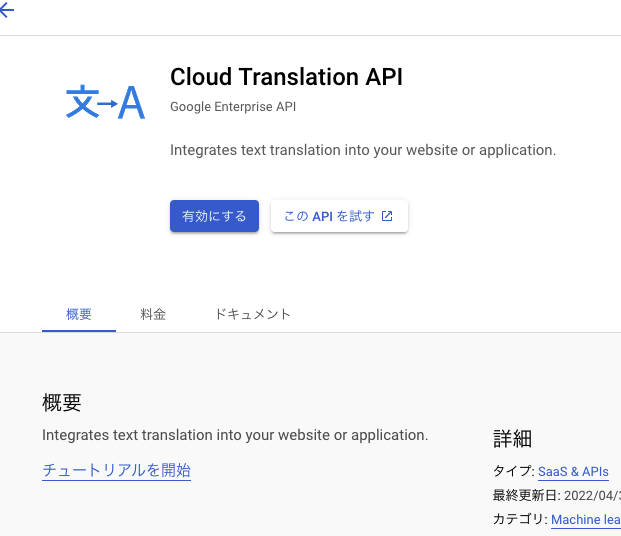 文→A
Cloud Translation API
Google Enterprise API
Integrates text translation into your website or application.
有効にする
この API を試す
概要 料金 ドキュメント
概要
Integrates text translation into your website or application.
チュートリアルを開始
詳細
タイプ: SaaS & APIs
最終更新日: 2022/04/
カテゴリ: Machine lea